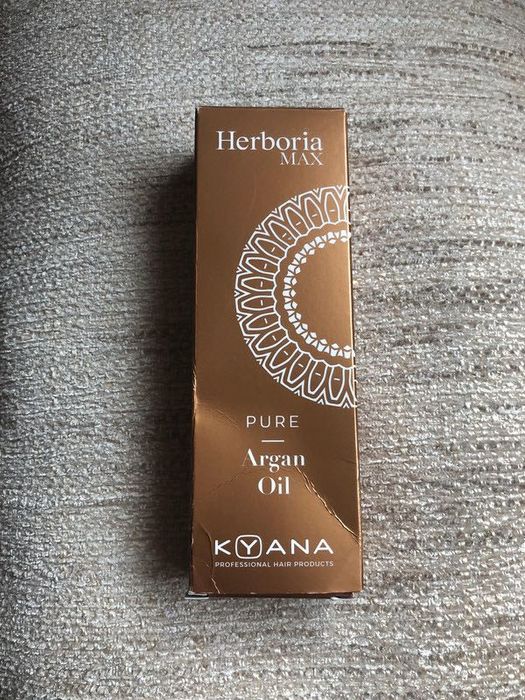 Herboria
MAX
PURE
Argan
Oil
KYANA
PROFESSIONAL HAIR PRODUCTS